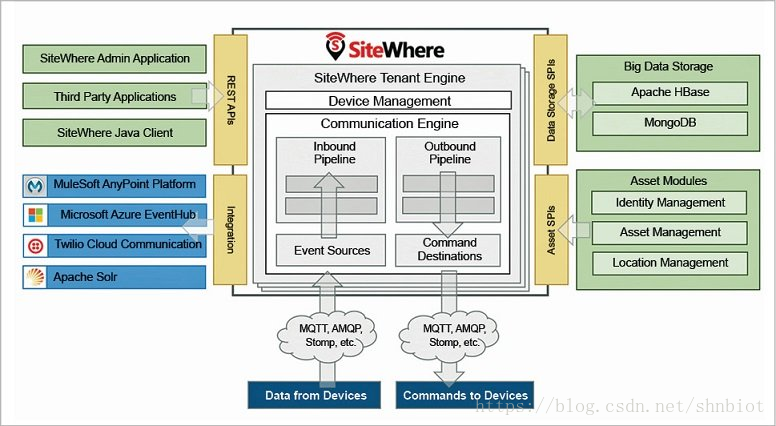 SiteWhere
SiteWhere Admin Application
Third Party Applications
SiteWhere Java Client
REST APIs
MuleSoft AnyPoint Platform
Microsoft Azure EventHub
Twilio Cloud Communication
Apache Solr
Integration
SiteWhere Tenant Engine
Device Management
Communication Engine
Inbound
Pipeline
Outbound
Pipeline
Event Sources
Command
Destinations
Data Storage SPIs
Big Data Storage
Apache HBase
MongoDB
Asset SPIs
Asset Modules
Identity Management
Asset Management
Location Management
MQTT, AMQP,
Stomp, etc.
MQTT, AMQP,
Stomp, etc.
Data from Devices
Commands to Devices
https://blog.csdn.net/shnbiot